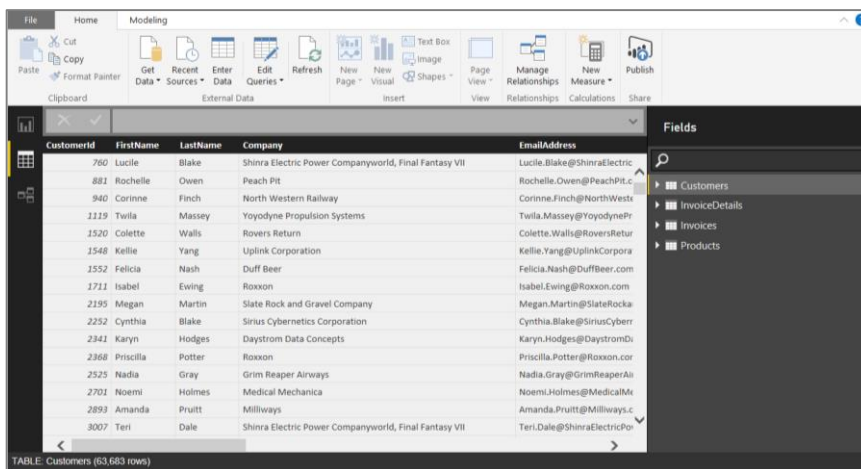 File Home Modeling
Cut
Copy
Format Painter
Paste
Get Data
Recent Sources
Enter Data
Edit Queries
Refresh
New Page
New Visual
Text Box
Image
Shapes
Page View
Manage Relationships
New Measure
Publish
Clipboard External Data Insert View Relationships Calculations Share
CustomerId FirstName LastName Company EmailAddress
760 Lucile Blake Shinra Electric Power Companyworld, Final Fantasy VII Lucile.Blake@ShinraElectric
881 Rochelle Owen Peach Pit Rochelle.Owen@PeachPit.c
940 Corinne Finch North Western Railway Corinne.Finch@NorthWeste
1119 Twila Massey Yoyodyne Propulsion Systems Twila.Massey@YoyodynePr
1520 Colette Walls Rovers Return Colette.Walls@RoversRetur
1548 Kellie Yang Uplink Corporation Kellie.Yang@UplinkCorpora
1552 Felicia Nash Duff Beer Felicia.Nash@DuffBeer.com
1711 Isabel Ewing Roxxon Isabel.Ewing@Roxxon.com
2195 Megan Martin Slate Rock and Gravel Company Megan.Martin@SlateRocka
2252 Cynthia Blake Sirius Cybernetics Corporation Cynthia.Blake@SiriusCybern
2341 Karyn Hodges Daystrom Data Concepts Karyn.Hodges@DaystromDa
2368 Priscilla Potter Roxxon Priscilla.Potter@Roxxon.cor
2525 Nadia Gray Grim Reaper Airways Nadia.Gray@GrimReaperAir
2701 Noemi Holmes Medical Mechanica Noemi.Holmes@MedicalMe
2893 Amanda Pruitt Milliways Amanda.Pruitt@Milliways.c
3007 Teri Dale Shinra Electric Power Companyworld, Final Fantasy VII Teri.Dale@ShinraElectricPov
Fields
Customers
InvoiceDetails
Invoices
Products
TABLE: Customers (63,683 rows)